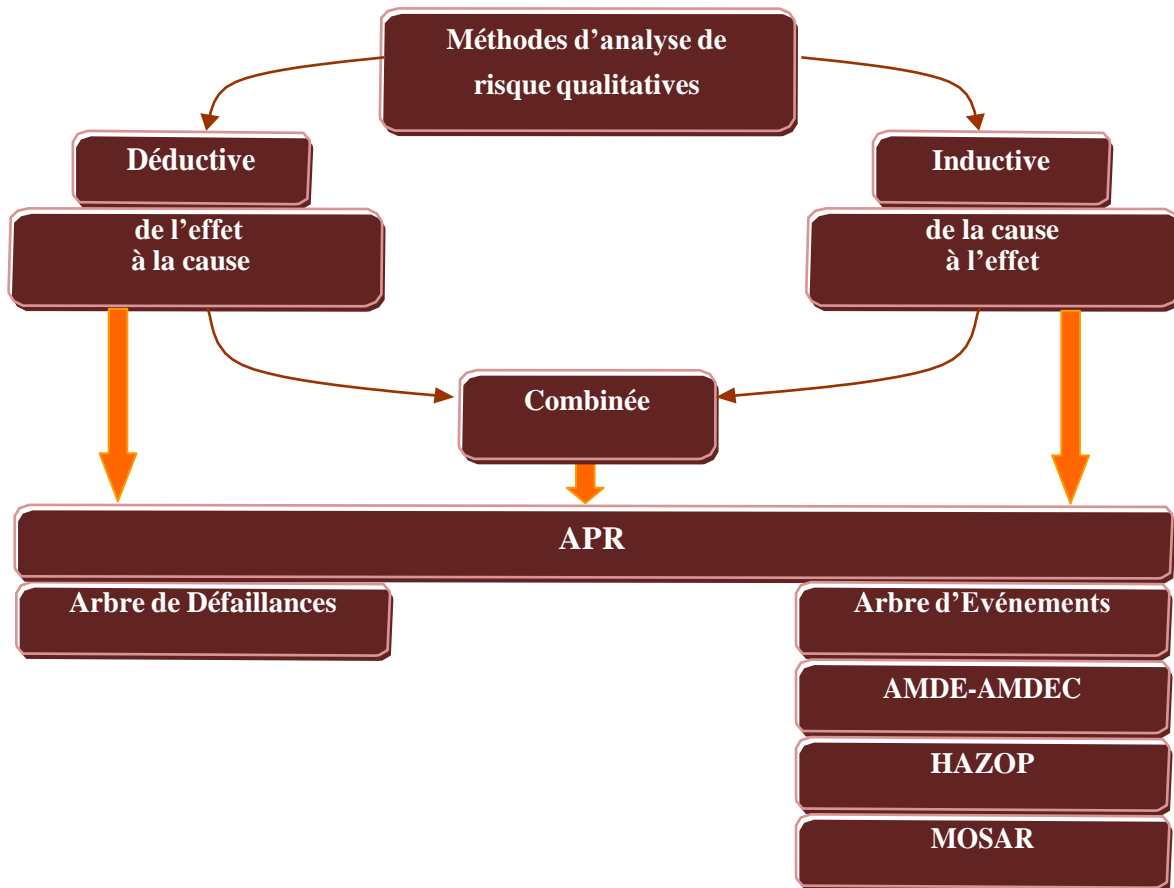 Méthodes d’analyse de
risque qualitatives
Déductive
Inductive
de l’effet
à la cause
de la cause
à l’effet
Combinée
APR
Arbre de Défaillances
Arbre d’Evénements
AMDE-AMDEC
HAZOP
MOSAR